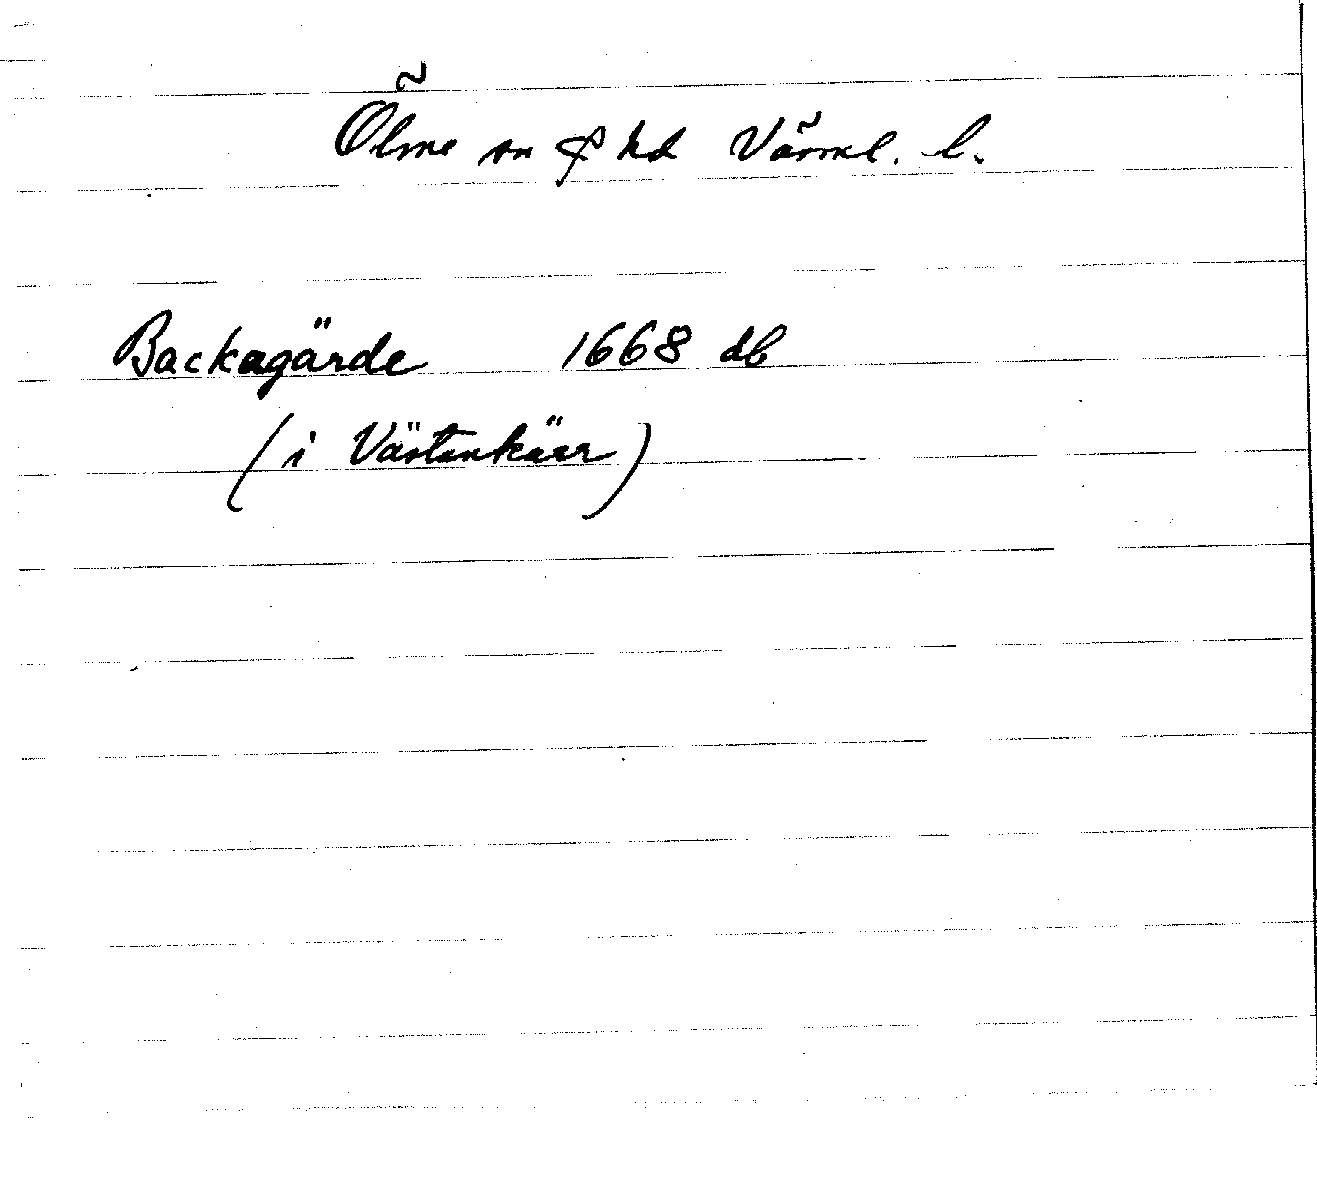 Ölme sn & hd Värml. l.
Backagärde 1668 db
(i Västankärr)